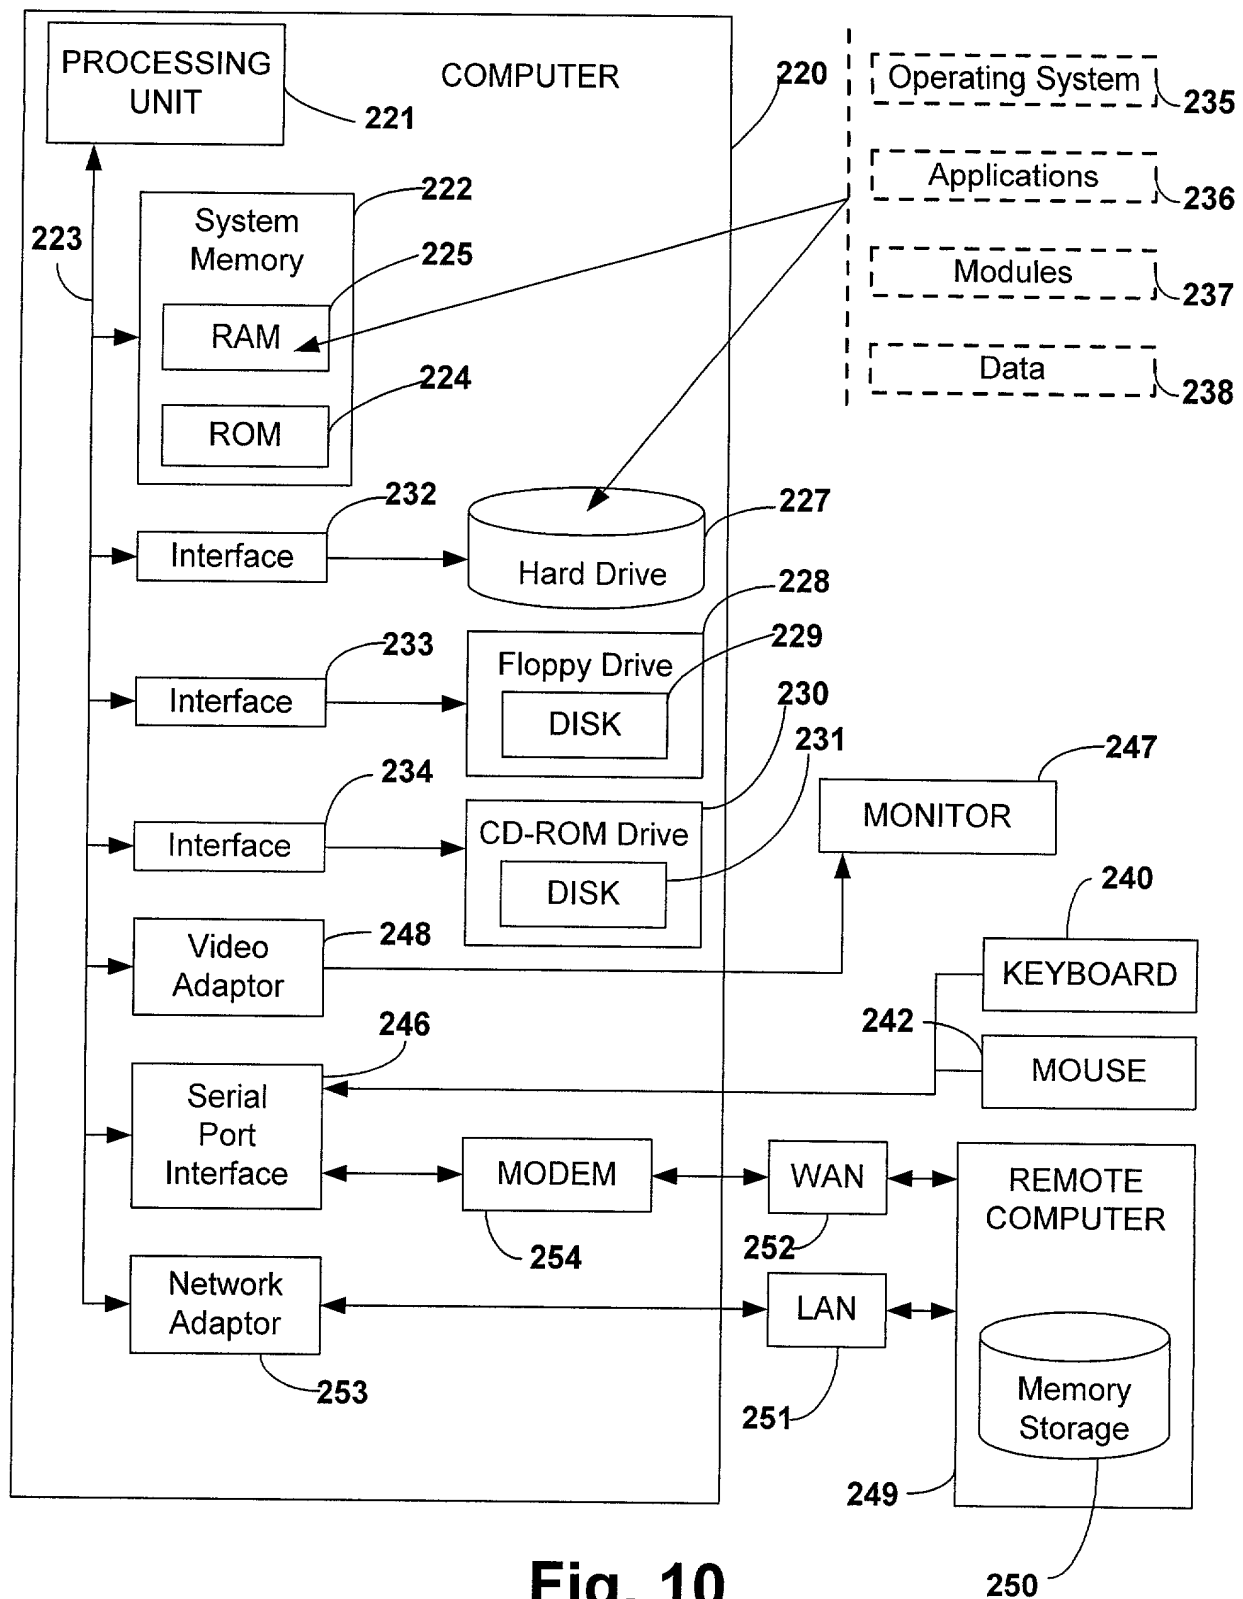 PROCESSING
UNIT
221
COMPUTER
220
Operating System
235
Applications
236
Modules
237
Data
238
223
222
System
Memory
225
RAM
224
ROM
232
Interface
227
Hard Drive
228
233
Interface
229
Floppy Drive
DISK
230
231
234
Interface
CD-ROM Drive
DISK
247
MONITOR
248
Video
Adaptor
240
KEYBOARD
242
MOUSE
246
Serial
Port
Interface
MODEM
254
WAN
252
REMOTE
COMPUTER
Network
Adaptor
253
LAN
251
Memory
Storage
249
250
Fig. 10